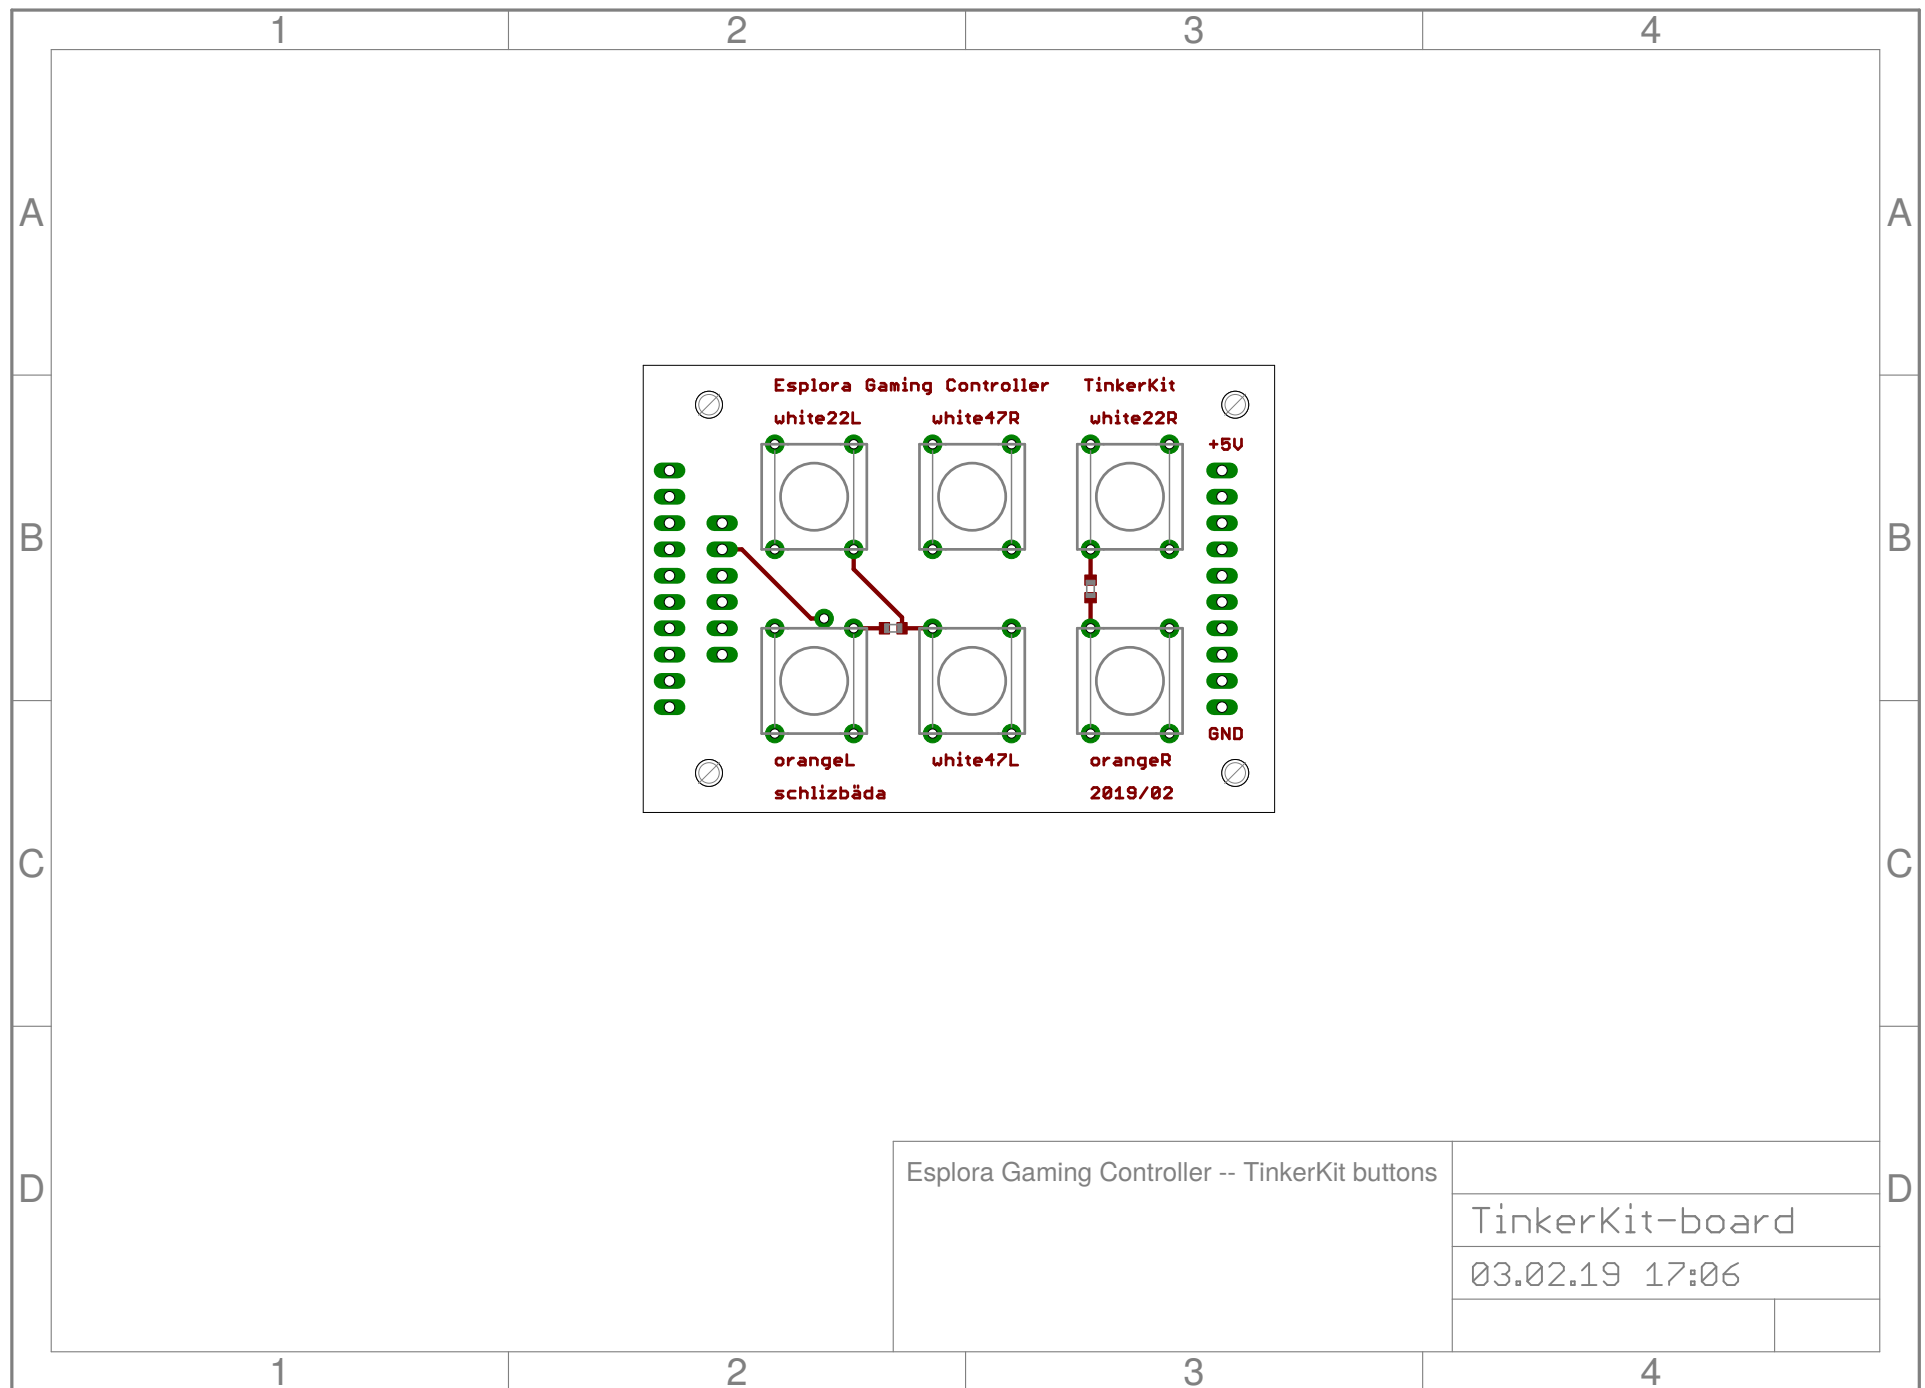 1 2 3 4
A A
Esplora Gaming Controller TinkerKit
white22L white47R white22R
+5V
B B
GND
orangeL white47L orangeR
schlizbäda 2019/02
C C
Esplora Gaming Controller -- TinkerKit buttons
D D
TinkerKit-board
03.02.19 17:06
1 2 3 4